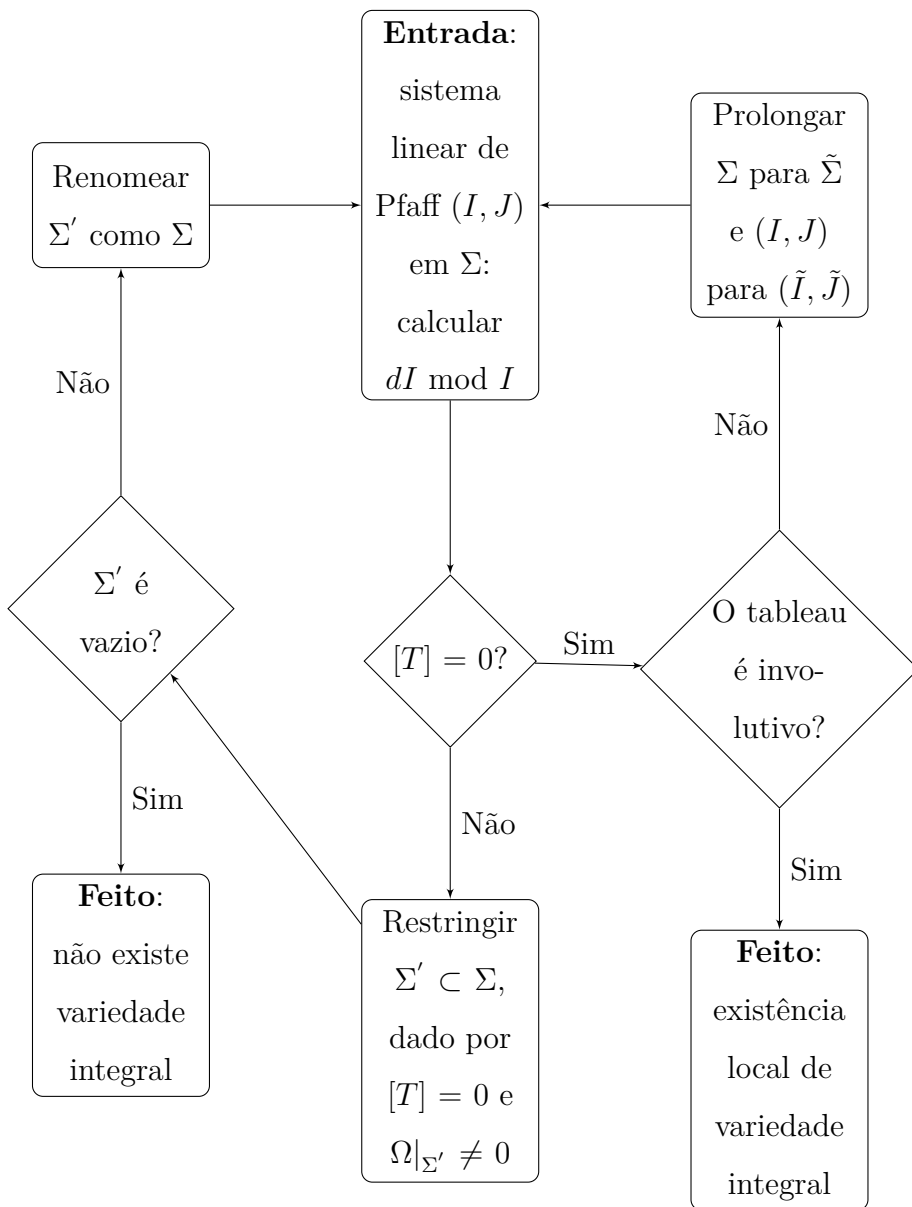 Entrada:
sistema
linear de
Pfaff (I, J)
em Σ:
calcular
dI mod I
Renomear
Σ′ como Σ
Prolongar
Σ para Σ̃
e (I, J)
para (Ĩ, J̃)
Não
Não
Σ′ é
vazio?
[T] = 0?
Sim
O tableau
é invo-
lutivo?
Sim
Não
Sim
Feito:
não existe
variedade
integral
Restringir
Σ′ ⊂ Σ,
dado por
[T] = 0 e
Ω|Σ′ ≠ 0
Feito:
existência
local de
variedade
integral